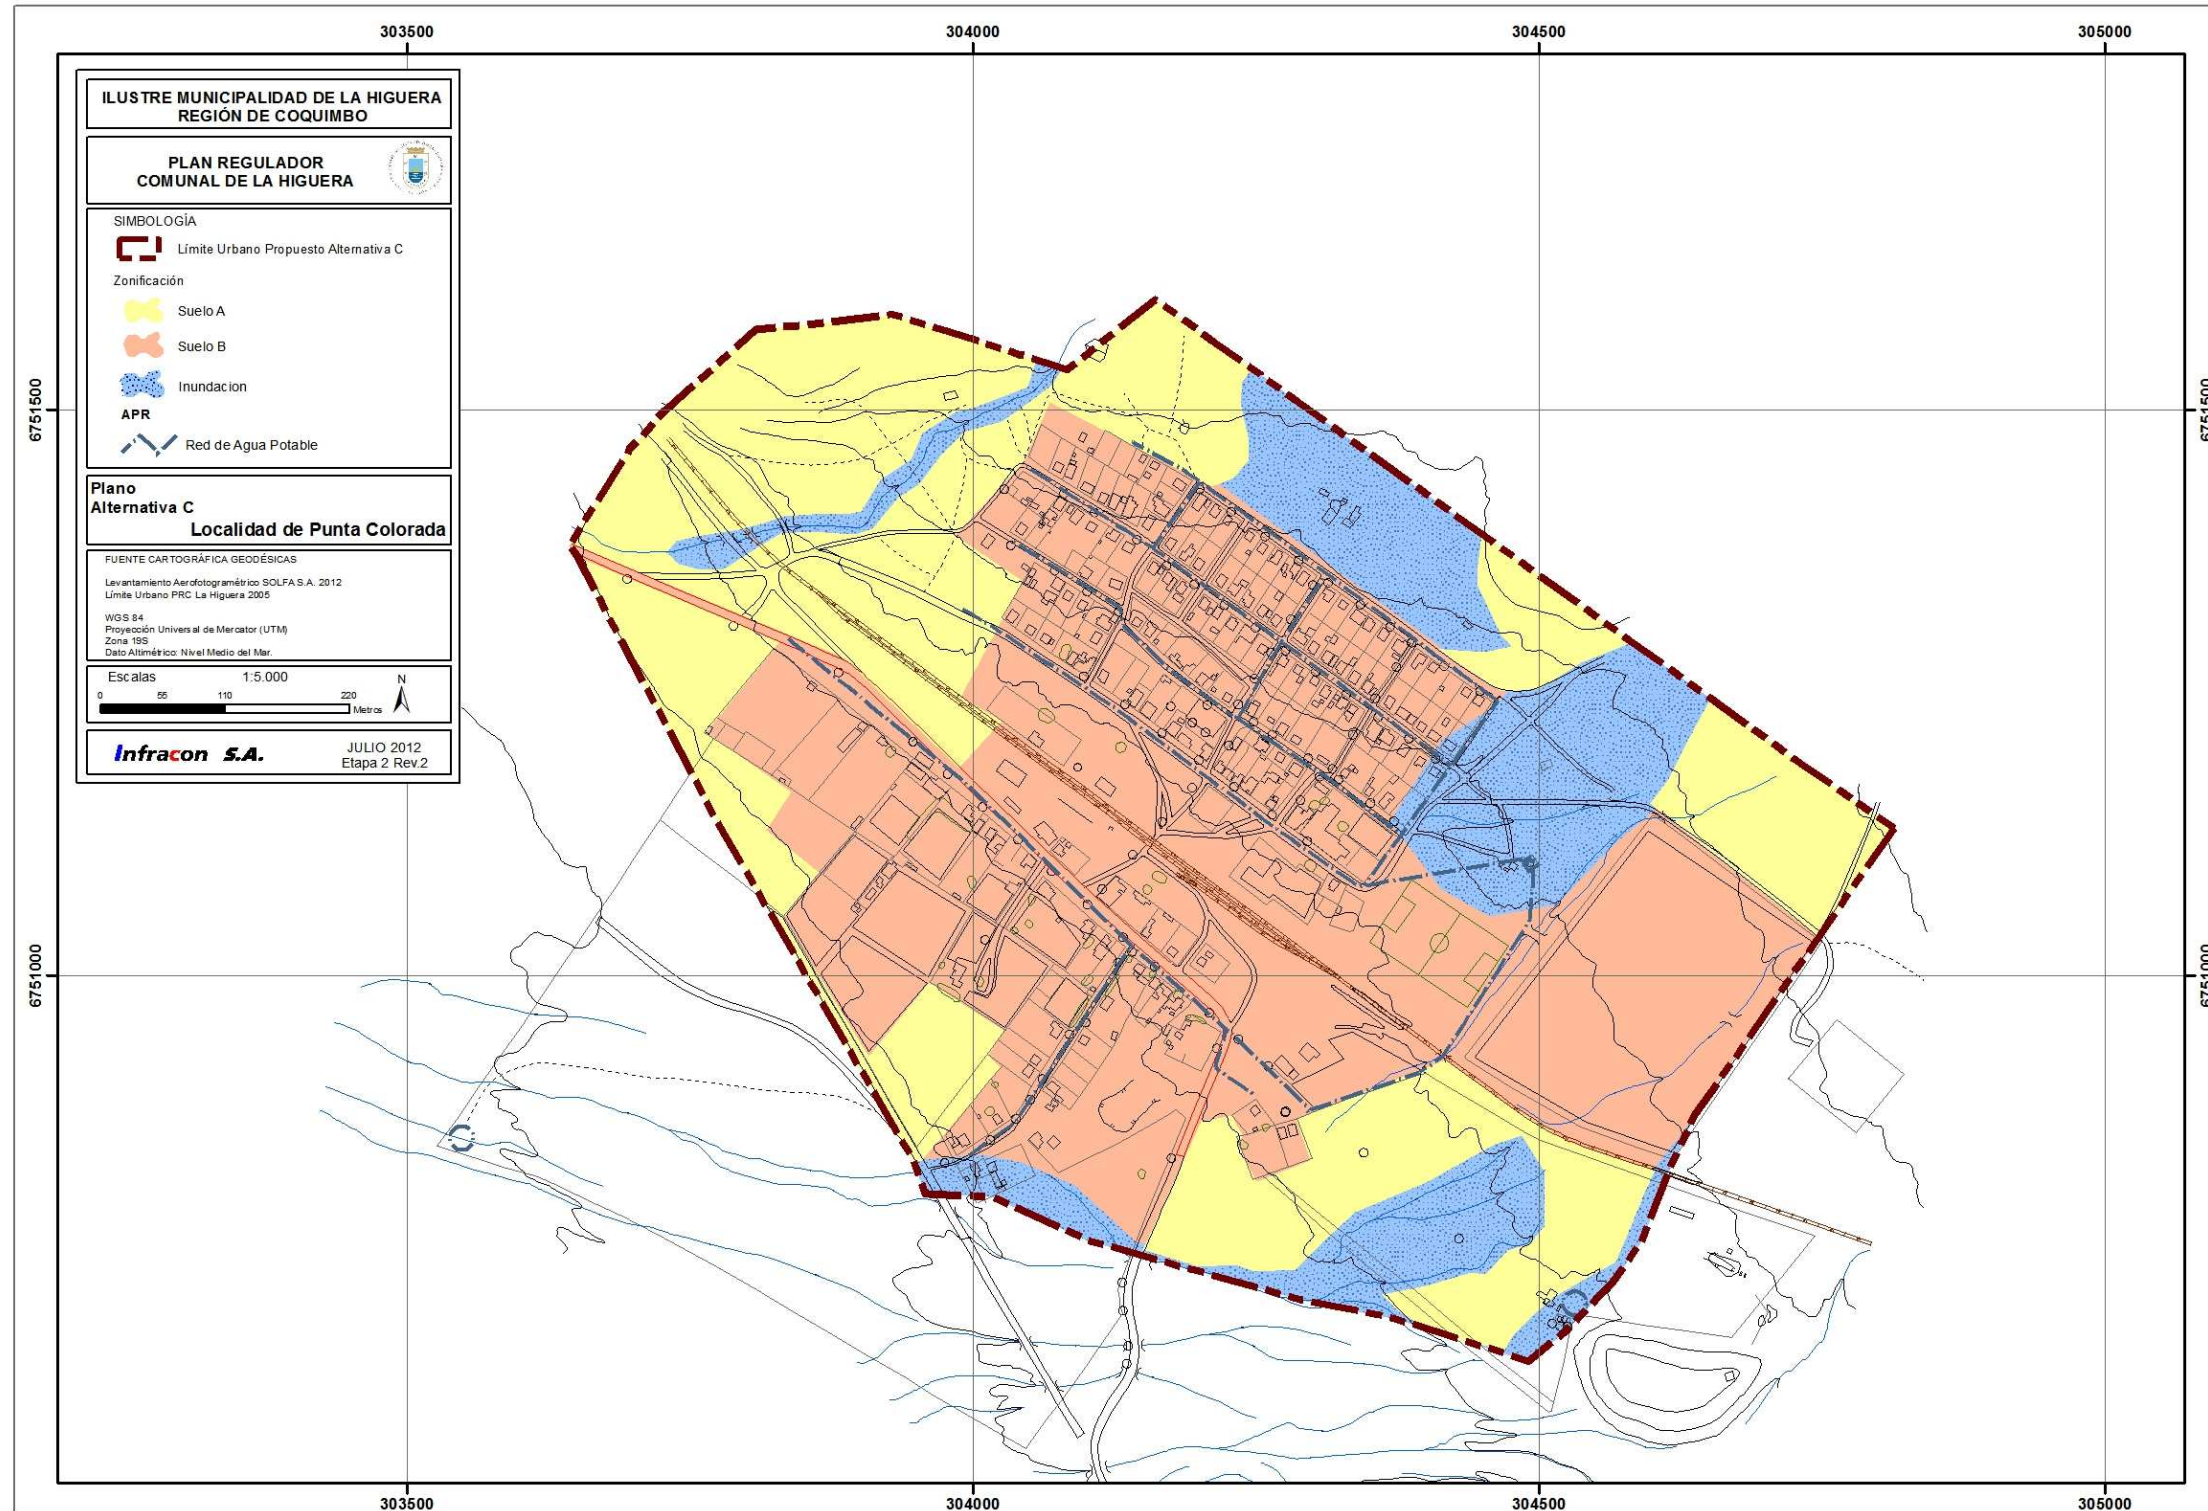 303500 304000 304500 305000
ILUSTRE MUNICIPALIDAD DE LA HIGUERA
REGIÓN DE COQUIMBO
PLAN REGULADOR
COMUNAL DE LA HIGUERA
SIMBOLOGÍA
Límite Urbano Propuesto Alternativa C
Zonificación
Suelo A
Suelo B
Inundacion
APR
Red de Agua Potable
Plano
Alternativa C
Localidad de Punta Colorada
FUENTE CARTOGRÁFICA GEODÉSICAS
Levantamiento Aerofotogramétrico SOLFA S.A. 2012
Límite Urbano PRC La Higuera 2005
WGS 84
Proyección Universal de Mercator (UTM)
Zona 19S
Dato Altimétrico: Nivel Medio del Mar.
Escalas 1:5.000
N
0 55 110 220
Metros
Infracon S.A.
JULIO 2012
Etapa 2 Rev.2
6751500
6751500
6751000
6751000
303500 304000 304500 305000